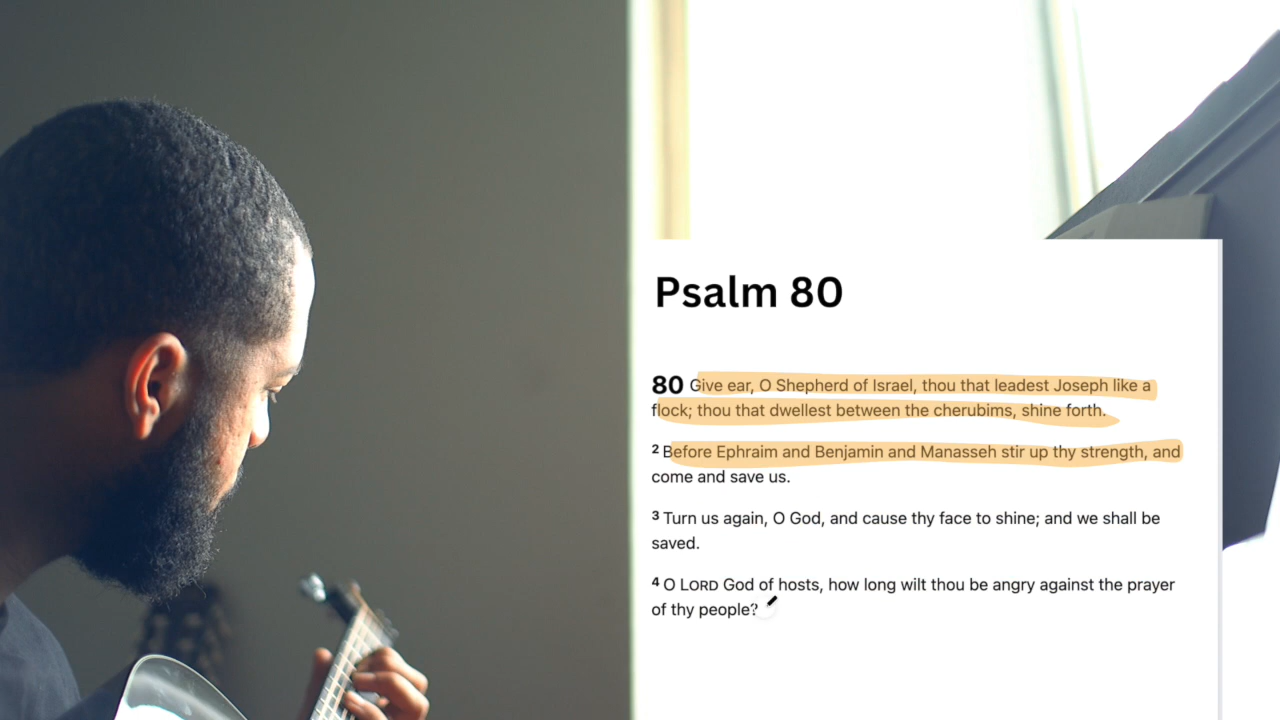 Psalm 80
80 Give ear, O Shepherd of Israel, thou that leadest Joseph like a
flock; thou that dwellest between the cherubims, shine forth.
2 Before Ephraim and Benjamin and Manasseh stir up thy strength, and
come and save us.
3 Turn us again, O God, and cause thy face to shine; and we shall be
saved.
4 O LORD God of hosts, how long wilt thou be angry against the prayer
of thy people?